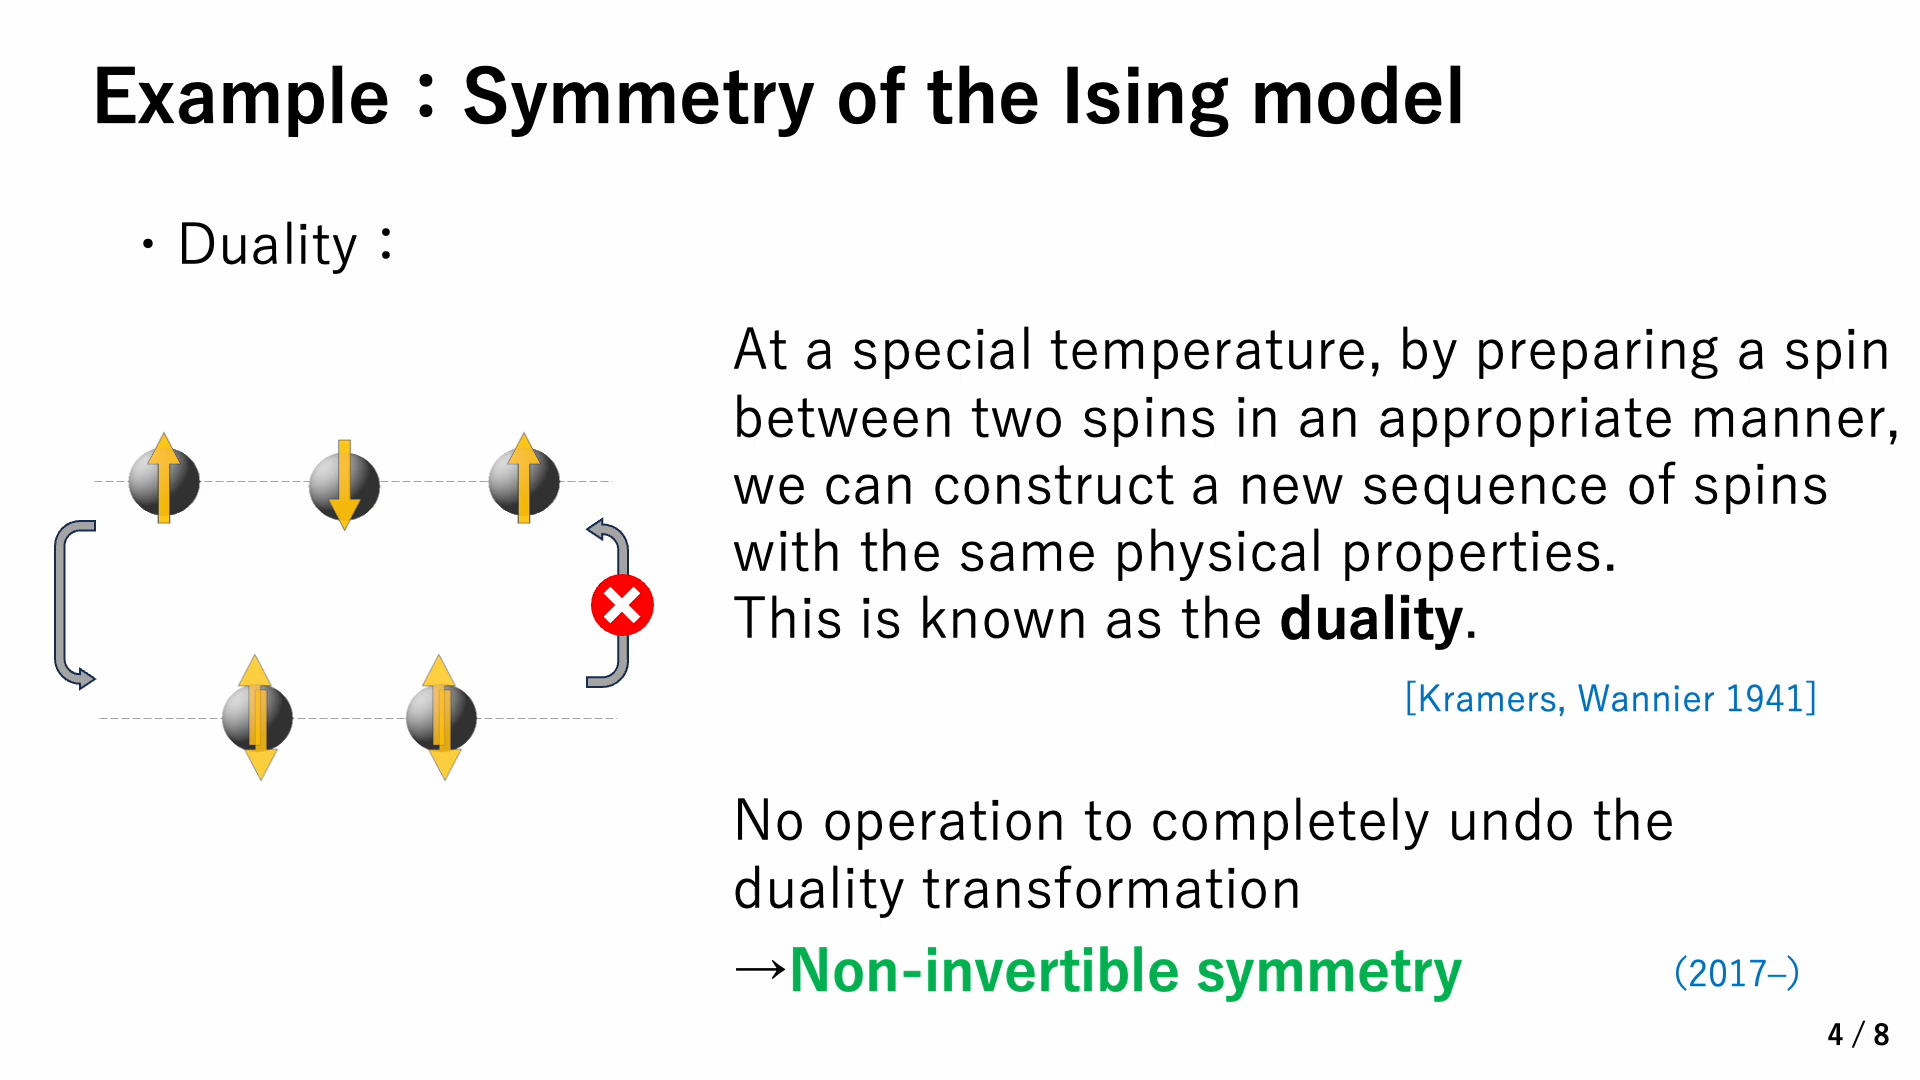 Example：Symmetry of the Ising model
・Duality：
At a special temperature, by preparing a spin
between two spins in an appropriate manner,
we can construct a new sequence of spins
with the same physical properties.
This is known as the duality.
[Kramers, Wannier 1941]
No operation to completely undo the
duality transformation
→Non-invertible symmetry
(2017–)
4 / 8